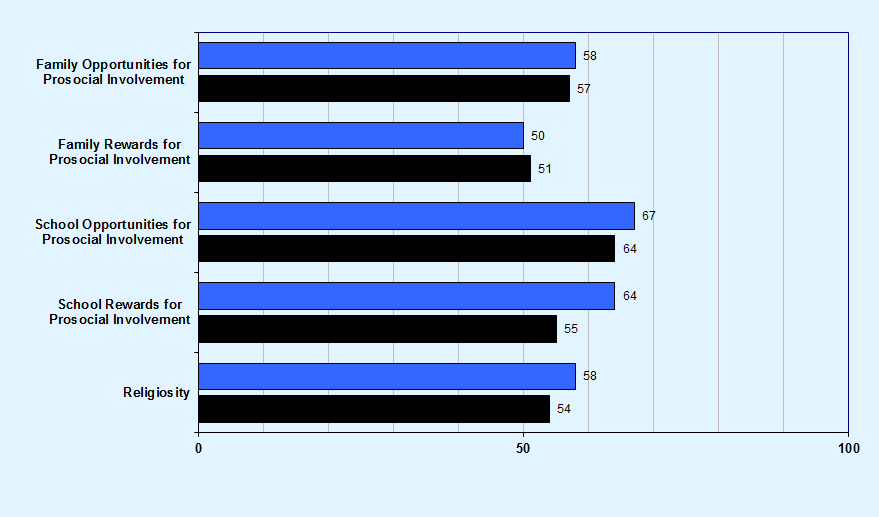 Family Opportunities for
Prosocial Involvement
58
57
Family Rewards for
Prosocial Involvement
50
51
School Opportunities for
Prosocial Involvement
67
64
School Rewards for
Prosocial Involvement
64
55
Religiosity
58
54
0 50 100